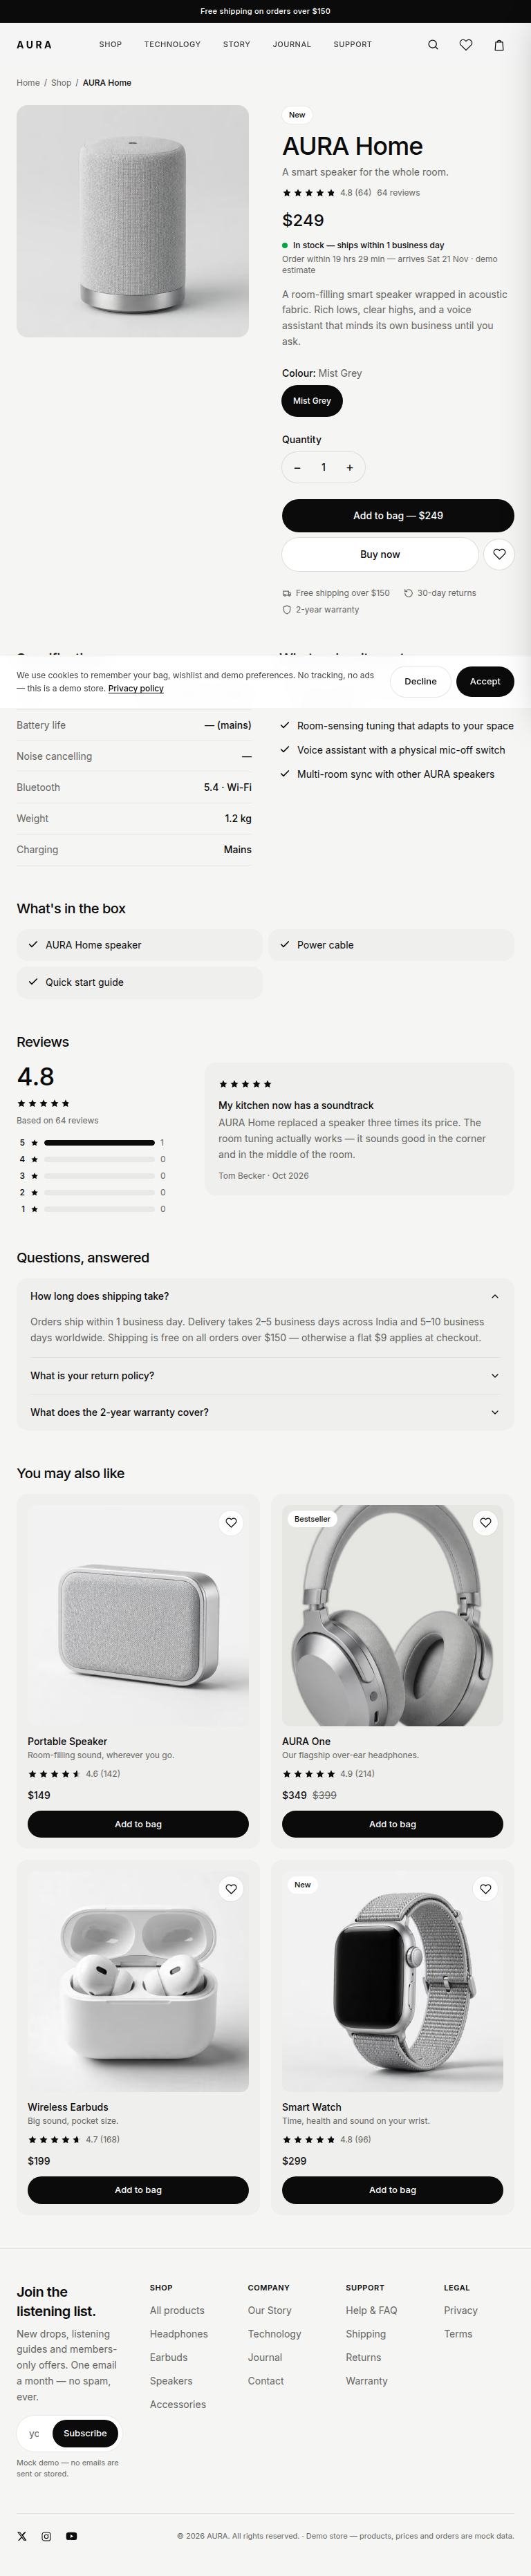 Free shipping on orders over $150
AURA
SHOP TECHNOLOGY STORY JOURNAL SUPPORT
Home / Shop / AURA Home
New
AURA Home
A smart speaker for the whole room.
4.8 (64) 64 reviews
$249
In stock — ships within 1 business day
Order within 19 hrs 29 min — arrives Sat 21 Nov · demo
estimate
A room-filling smart speaker wrapped in acoustic
fabric. Rich lows, clear highs, and a voice
assistant that minds its own business until you
ask.
Colour: Mist Grey
Mist Grey
Quantity
− 1 +
Add to bag — $249
Buy now
Free shipping over $150 30-day returns
2-year warranty
We use cookies to remember your bag, wishlist and demo preferences. No tracking, no ads
— this is a demo store. Privacy policy
Decline Accept
Battery life — (mains)
Noise cancelling —
Bluetooth 5.4 · Wi-Fi
Weight 1.2 kg
Charging Mains
Room-sensing tuning that adapts to your space
Voice assistant with a physical mic-off switch
Multi-room sync with other AURA speakers
What's in the box
AURA Home speaker
Power cable
Quick start guide
Reviews
4.8
Based on 64 reviews
5 1
4 0
3 0
2 0
1 0
My kitchen now has a soundtrack
AURA Home replaced a speaker three times its price. The
room tuning actually works — it sounds good in the corner
and in the middle of the room.
Tom Becker · Oct 2026
Questions, answered
How long does shipping take?
Orders ship within 1 business day. Delivery takes 2–5 business days across India and 5–10 business
days worldwide. Shipping is free on all orders over $150 — otherwise a flat $9 applies at checkout.
What is your return policy?
What does the 2-year warranty cover?
You may also like
Portable Speaker
Room-filling sound, wherever you go.
4.6 (142)
$149
Add to bag
Bestseller
AURA One
Our flagship over-ear headphones.
4.9 (214)
$349 $399
Add to bag
Wireless Earbuds
Big sound, pocket size.
4.7 (168)
$199
Add to bag
New
Smart Watch
Time, health and sound on your wrist.
4.8 (96)
$299
Add to bag
Join the
listening list.
New drops, listening
guides and members-
only offers. One email
a month — no spam,
ever.
Subscribe
Mock demo — no emails are
sent or stored.
SHOP
All products
Headphones
Earbuds
Speakers
Accessories
COMPANY
Our Story
Technology
Journal
Contact
SUPPORT
Help & FAQ
Shipping
Returns
Warranty
LEGAL
Privacy
Terms
© 2026 AURA. All rights reserved. · Demo store — products, prices and orders are mock data.